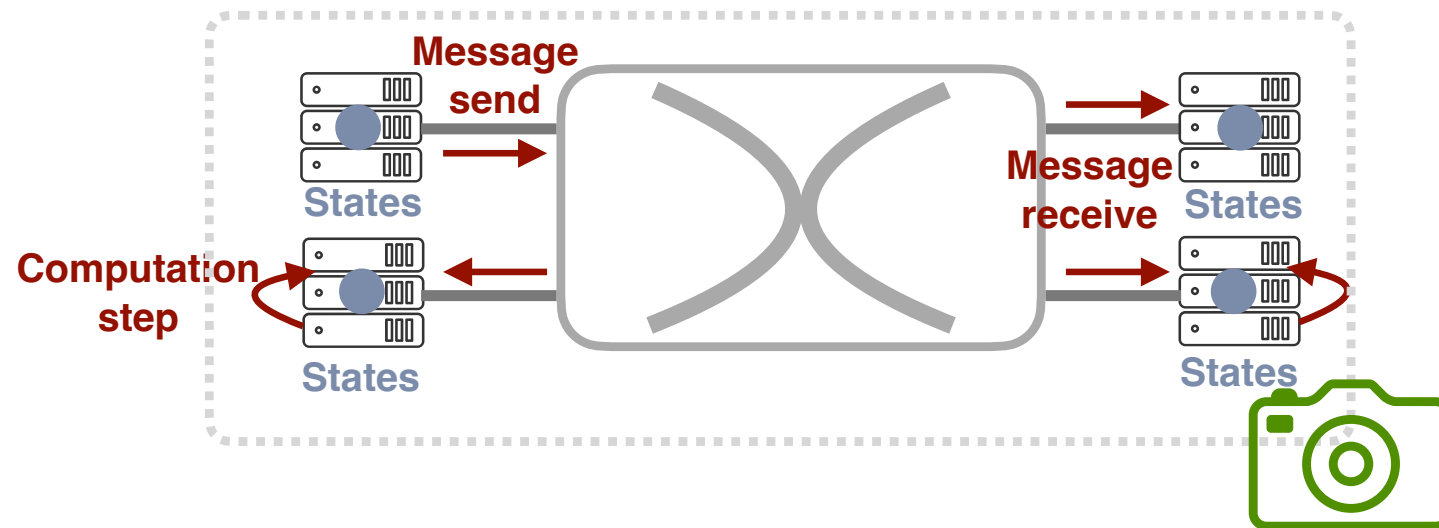 Message
send
States
Message
receive
States
Computation
step
States
States